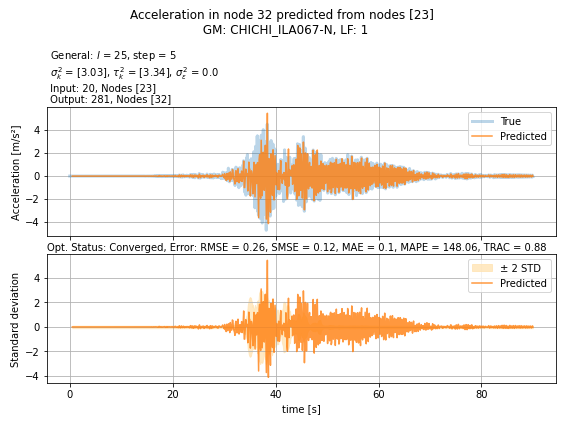 Acceleration in node 32 predicted from nodes [23]
GM: CHICHI_ILA067-N, LF: 1
General: l = 25, step = 5
σ²ₖ = [3.03], τ²ₖ = [3.34], σ²ε = 0.0
Input: 20, Nodes [23]
Output: 281, Nodes [32]
True
Predicted
Acceleration [m/s²]
4
2
0
−2
−4
Opt. Status: Converged, Error: RMSE = 0.26, SMSE = 0.12, MAE = 0.1, MAPE = 148.06, TRAC = 0.88
± 2 STD
Predicted
Standard deviation
4
2
0
−2
−4
0 20 40 60 80
time [s]